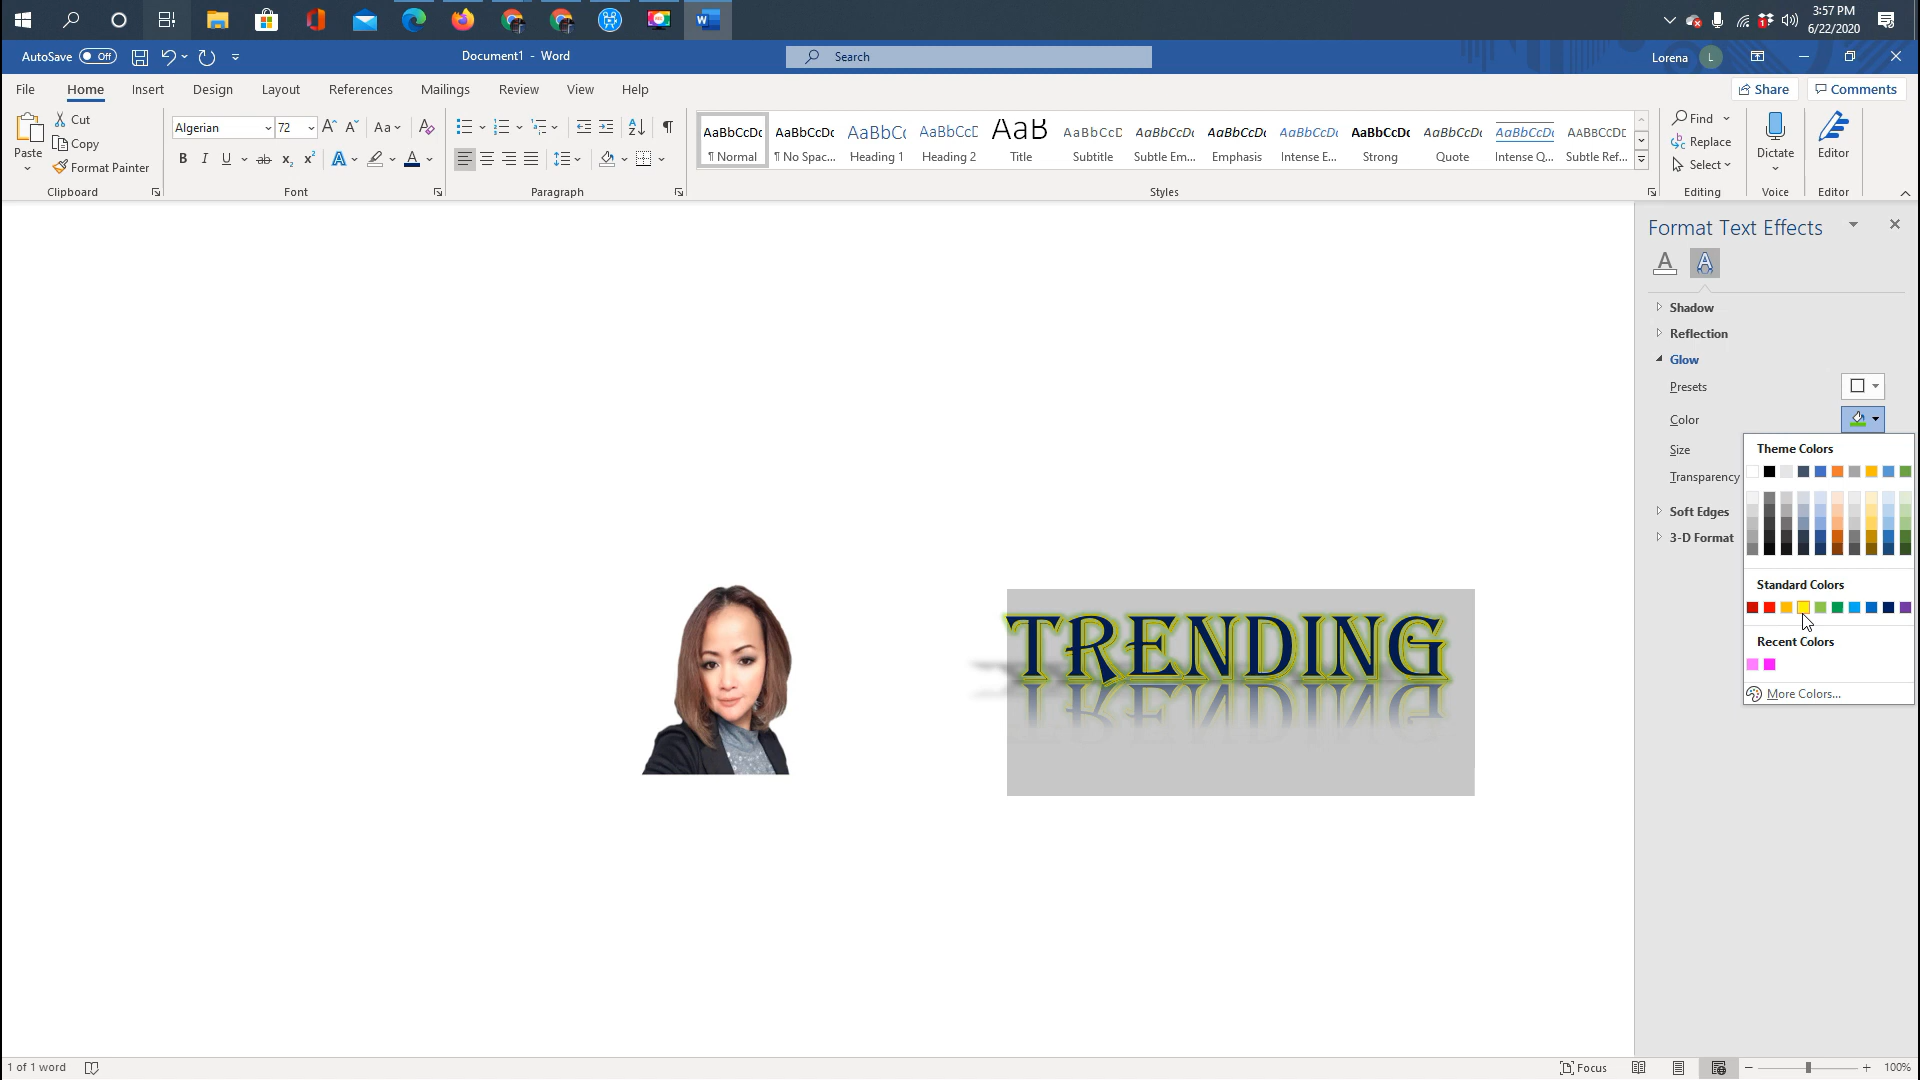 3:57 PM
6/22/2020
AutoSave Off
Document1 - Word
Search
Lorena L
File Home Insert Design Layout References Mailings Review View Help
Share Comments
Paste
Cut
Copy
Format Painter
Clipboard
Algerian 72
Font
Paragraph
AaBbCcDc AaBbCcDc AaBbCc AaBbCcD AaB AaBbCcD AaBbCcDc AaBbCcDc AaBbCcDc AaBbCcDc AaBbCcDc AaBbCcDc AABBCCDE
¶ Normal ¶ No Spac... Heading 1 Heading 2 Title Subtitle Subtle Em... Emphasis Intense E... Strong Quote Intense Q... Subtle Ref...
Styles
Find
Replace
Select
Editing
Dictate
Voice
Editor
Editor
Format Text Effects
Shadow
Reflection
Glow
Presets
Color
Size
Transparency
Soft Edges
3-D Format
Theme Colors
Standard Colors
Recent Colors
More Colors...
TRENDING
1 of 1 word
Focus
100%